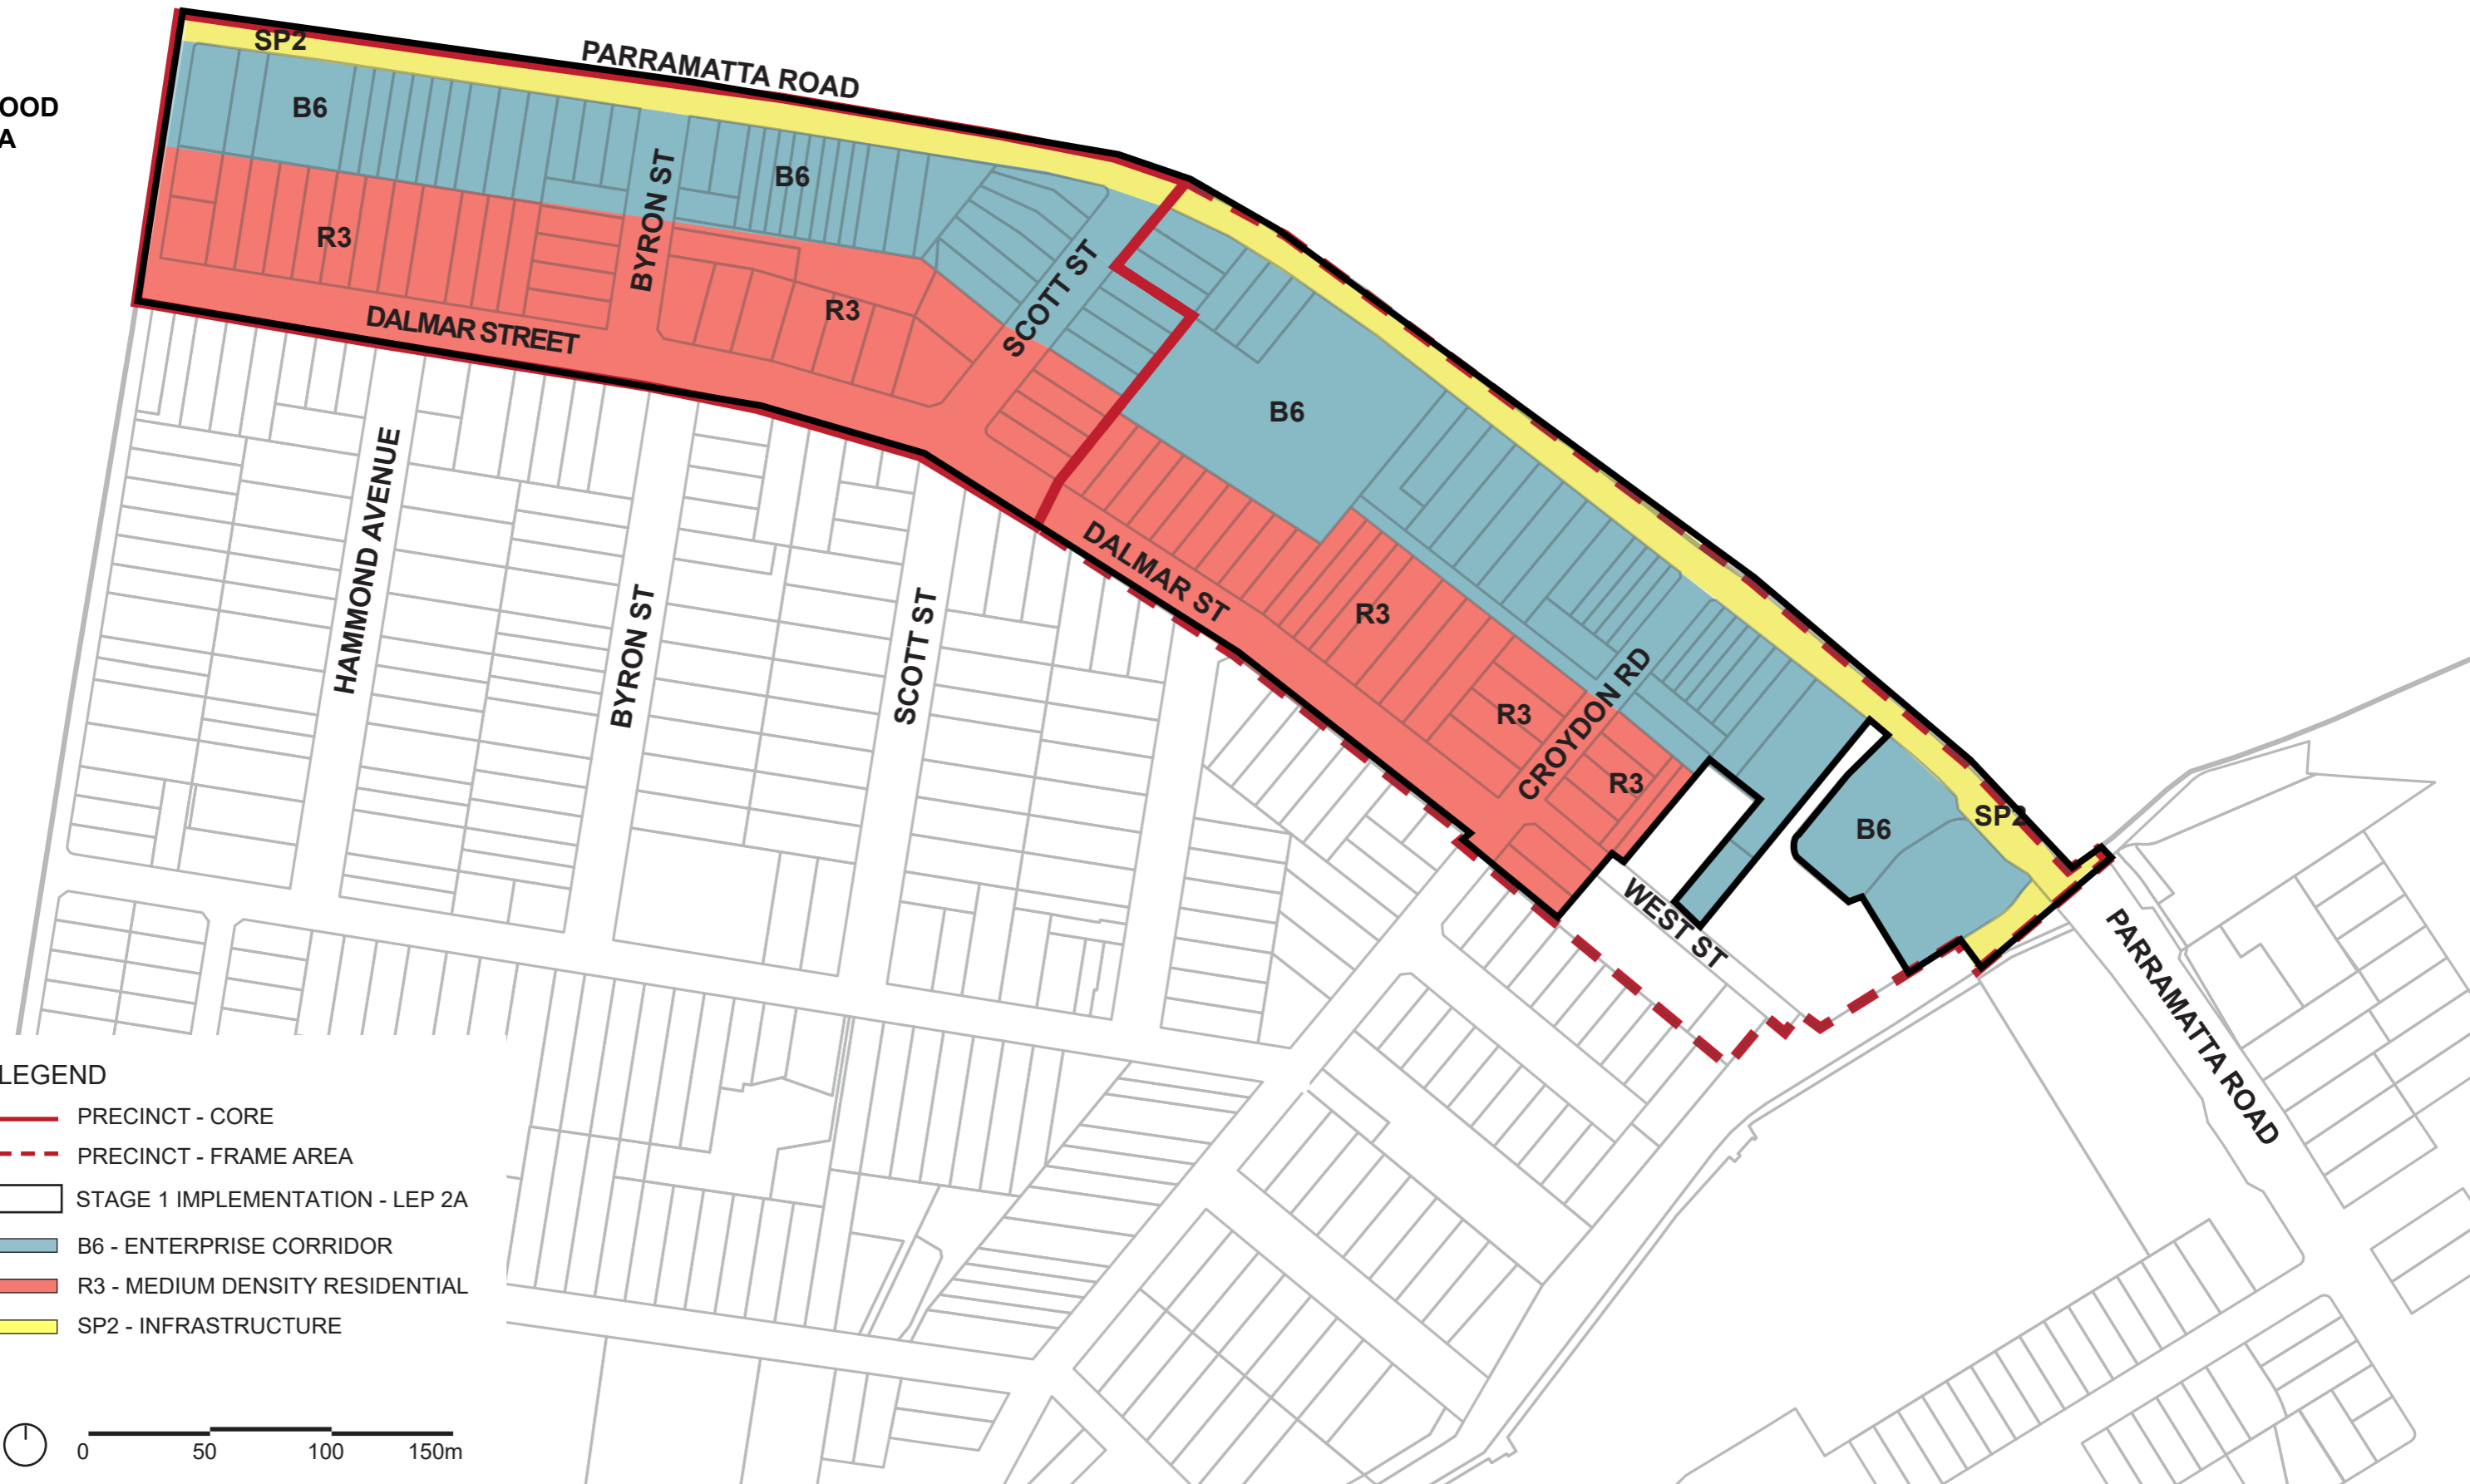 SP2
PARRAMATTA ROAD
OOD
A
B6
BYRON ST
B6
R3
SCOTT ST
R3
DALMAR STREET
B6
HAMMOND AVENUE
BYRON ST
SCOTT ST
DALMAR ST
R3
R3
CROYDON RD
R3
SP2
B6
WEST ST
PARRAMATTA ROAD
LEGEND
PRECINCT - CORE
PRECINCT - FRAME AREA
STAGE 1 IMPLEMENTATION - LEP 2A
B6 - ENTERPRISE CORRIDOR
R3 - MEDIUM DENSITY RESIDENTIAL
SP2 - INFRASTRUCTURE
0 50 100 150m